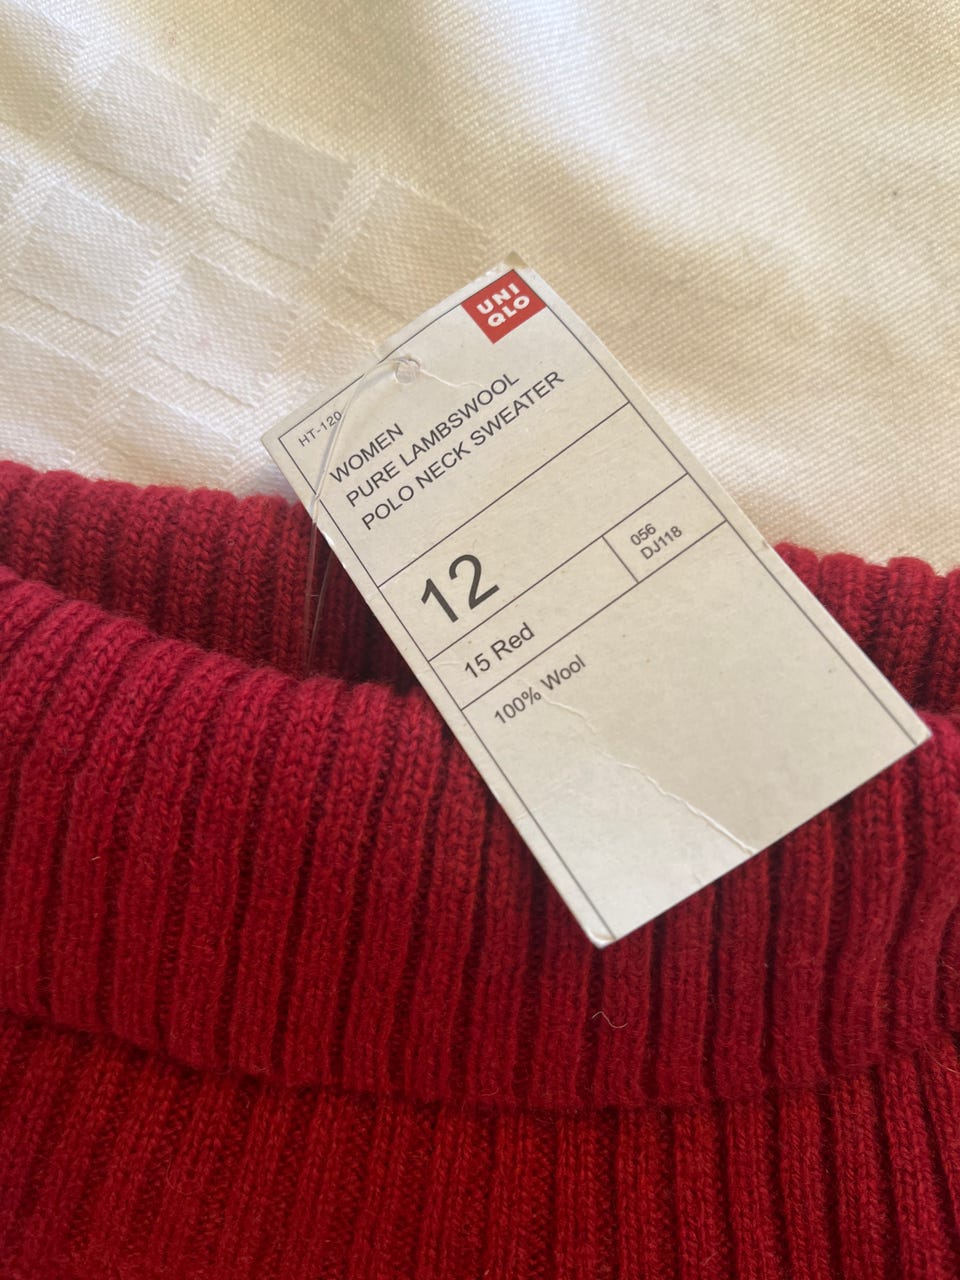 UNI
QLO
HT-120
WOMEN
PURE LAMBSWOOL
POLO NECK SWEATER
12
056
DJ118
15 Red
100% Wool